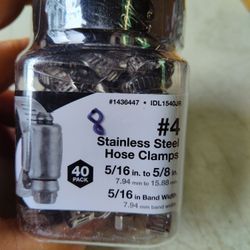 #1436447 • IDL1540JR
#4
Stainless Steel
Hose Clamps
40
PACK
5/16 in. to 5/8 in.
7.94 mm to 15.88 mm
5/16 in Band Width
7.94 mm band width